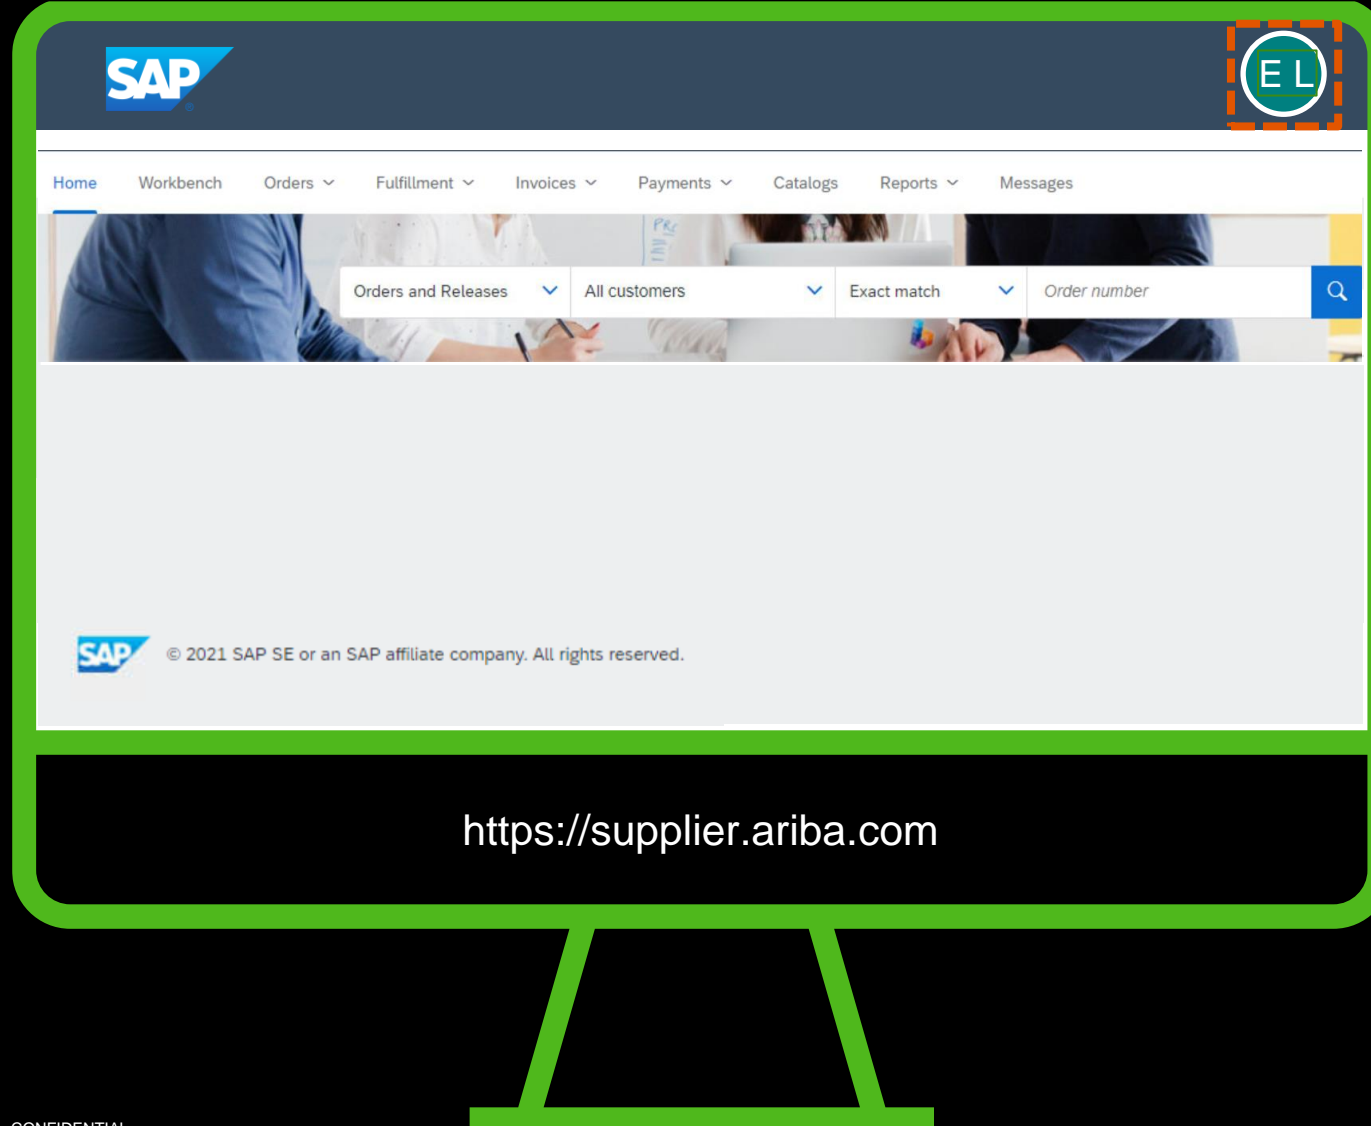 SAP
E L
Home Workbench Orders Fulfillment Invoices Payments Catalogs Reports Messages
Orders and Releases All customers Exact match Order number
SAP © 2021 SAP SE or an SAP affiliate company. All rights reserved.
https://supplier.ariba.com
CONFIDENTIAL